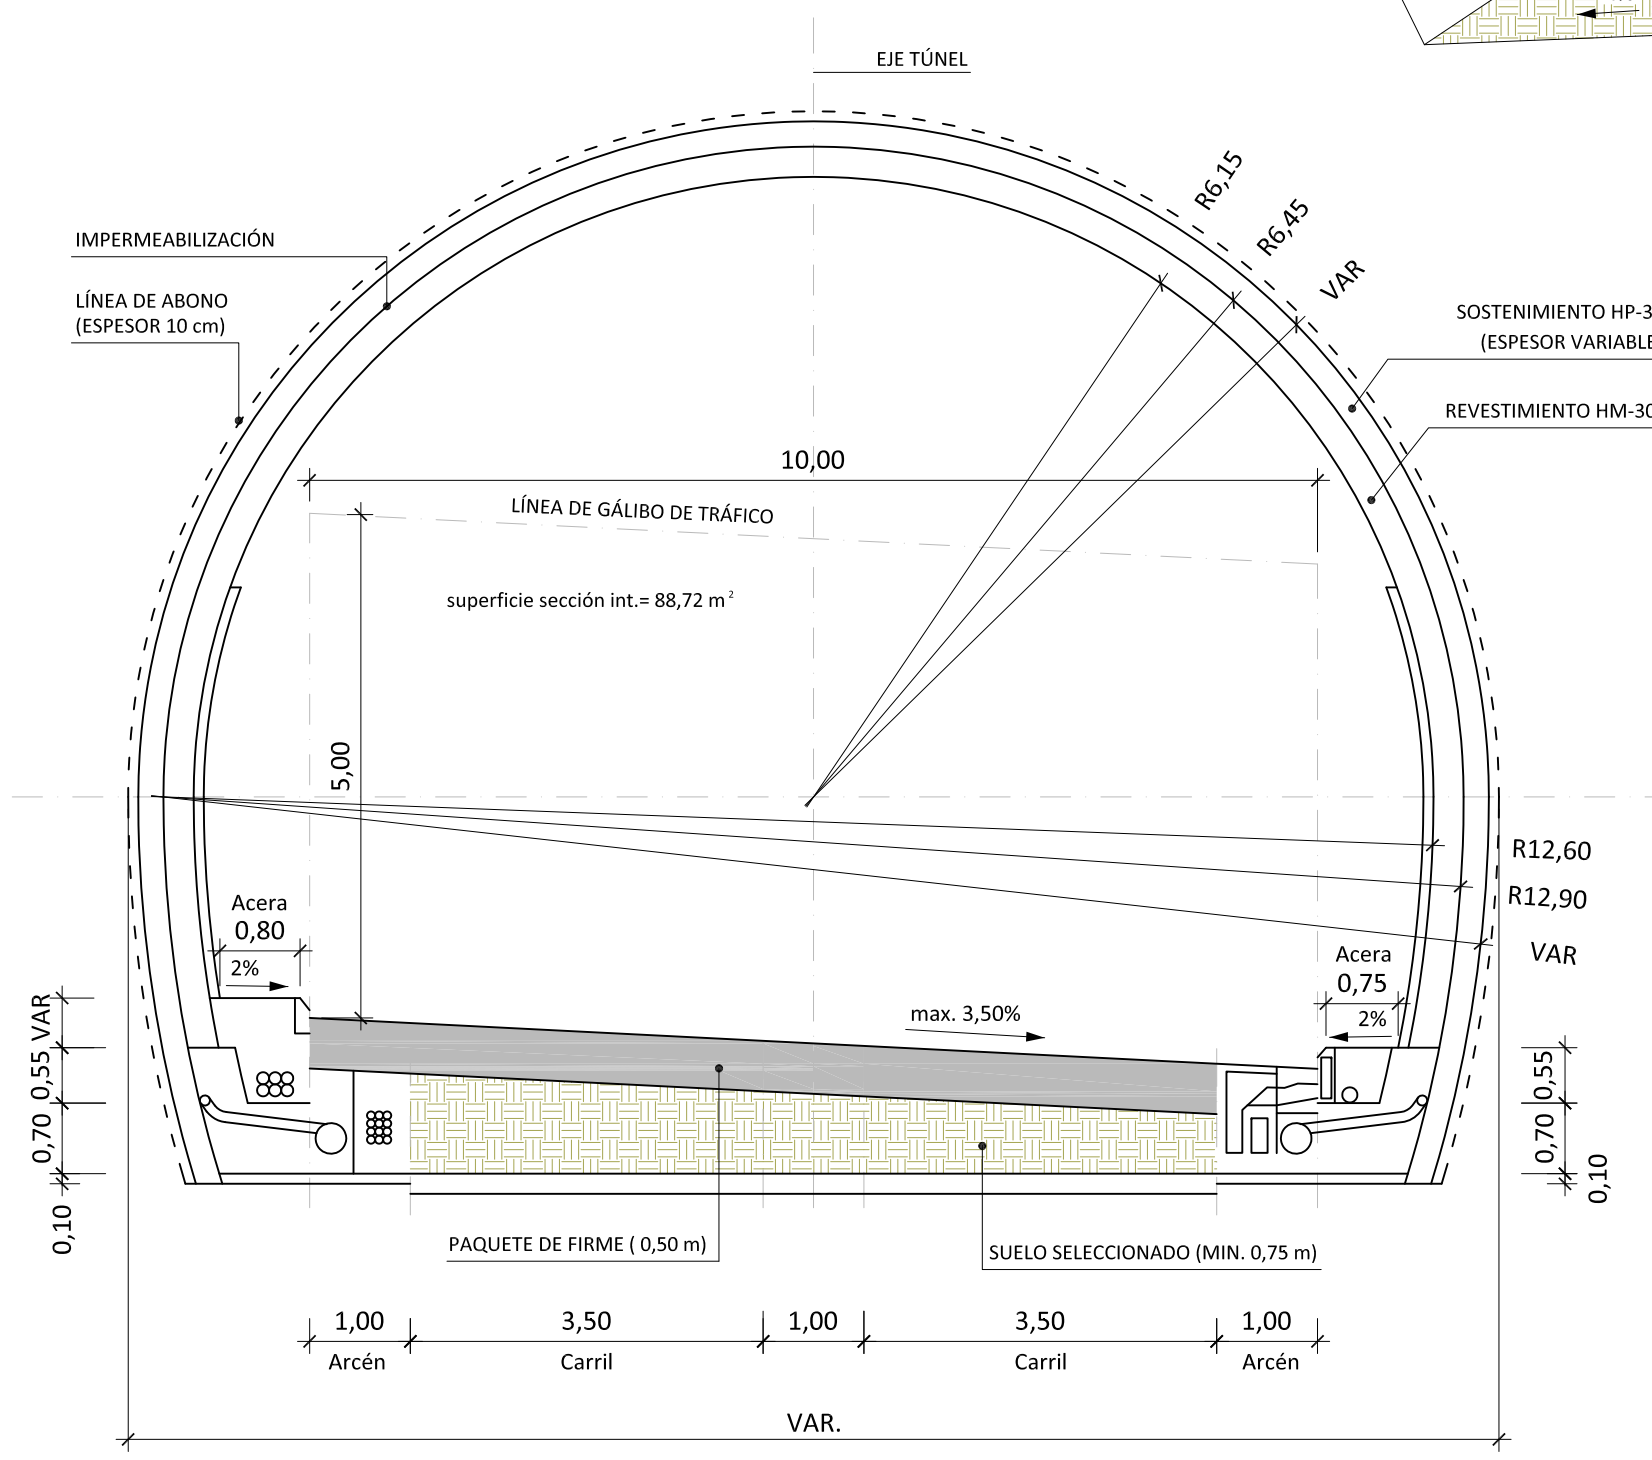 EJE TÚNEL
R6,15
R6,45
VAR
IMPERMEABILIZACIÓN
LÍNEA DE ABONO
(ESPESOR 10 cm)
SOSTENIMIENTO HP-3
(ESPESOR VARIABLE
REVESTIMIENTO HM-30
10,00
LÍNEA DE GÁLIBO DE TRÁFICO
superficie sección int.= 88,72 m²
5,00
R12,60
R12,90
VAR
Acera
0,80
2%
Acera
0,75
2%
max. 3,50%
VAR
0,55
0,70
0,10
0,55
0,70
0,10
PAQUETE DE FIRME ( 0,50 m)
SUELO SELECCIONADO (MIN. 0,75 m)
1,00 3,50 1,00 3,50 1,00
Arcén Carril Carril Arcén
VAR.